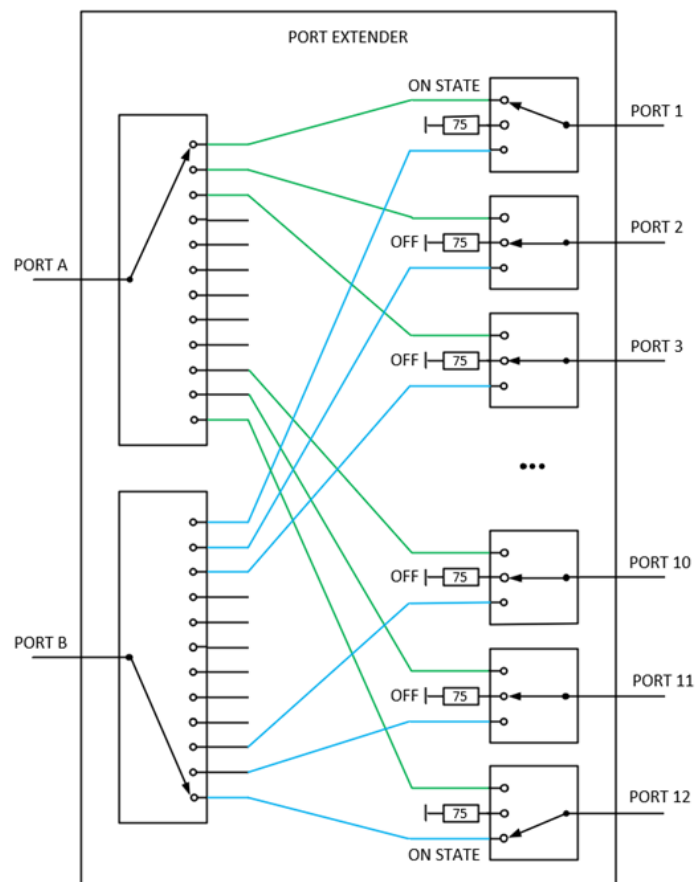 PORT EXTENDER
ON STATE
PORT 1
75
PORT 2
OFF
75
PORT A
PORT 3
OFF
75
•••
PORT 10
OFF
75
PORT B
PORT 11
OFF
75
PORT 12
75
ON STATE